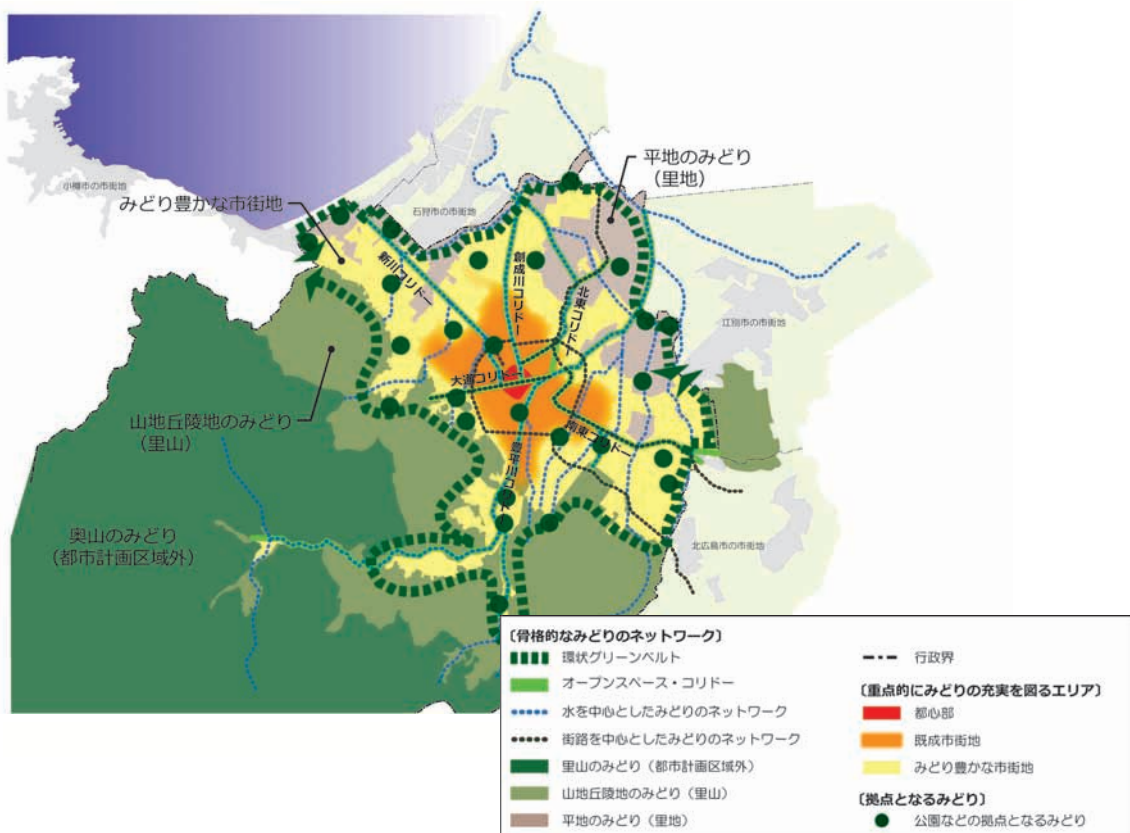 平地のみどり
(里地)
小樽市の市街地
みどり豊かな市街地
石狩市の市街地
新川コリドー
創成川コリドー
北東コリドー
江別市の市街地
大通コリドー
山地丘陵地のみどり
(里山)
南東コリドー
豊平川コリドー
奥山のみどり
(都市計画区域外)
北広島市の市街地
〔骨格的なみどりのネットワーク〕
環状グリーンベルト
オープンスペース・コリドー
水を中心としたみどりのネットワーク
街路を中心としたみどりのネットワーク
里山のみどり(都市計画区域外)
山地丘陵地のみどり(里山)
平地のみどり(里地)
行政界
〔重点的にみどりの充実を図るエリア〕
都心部
既成市街地
みどり豊かな市街地
〔拠点となるみどり〕
公園などの拠点となるみどり